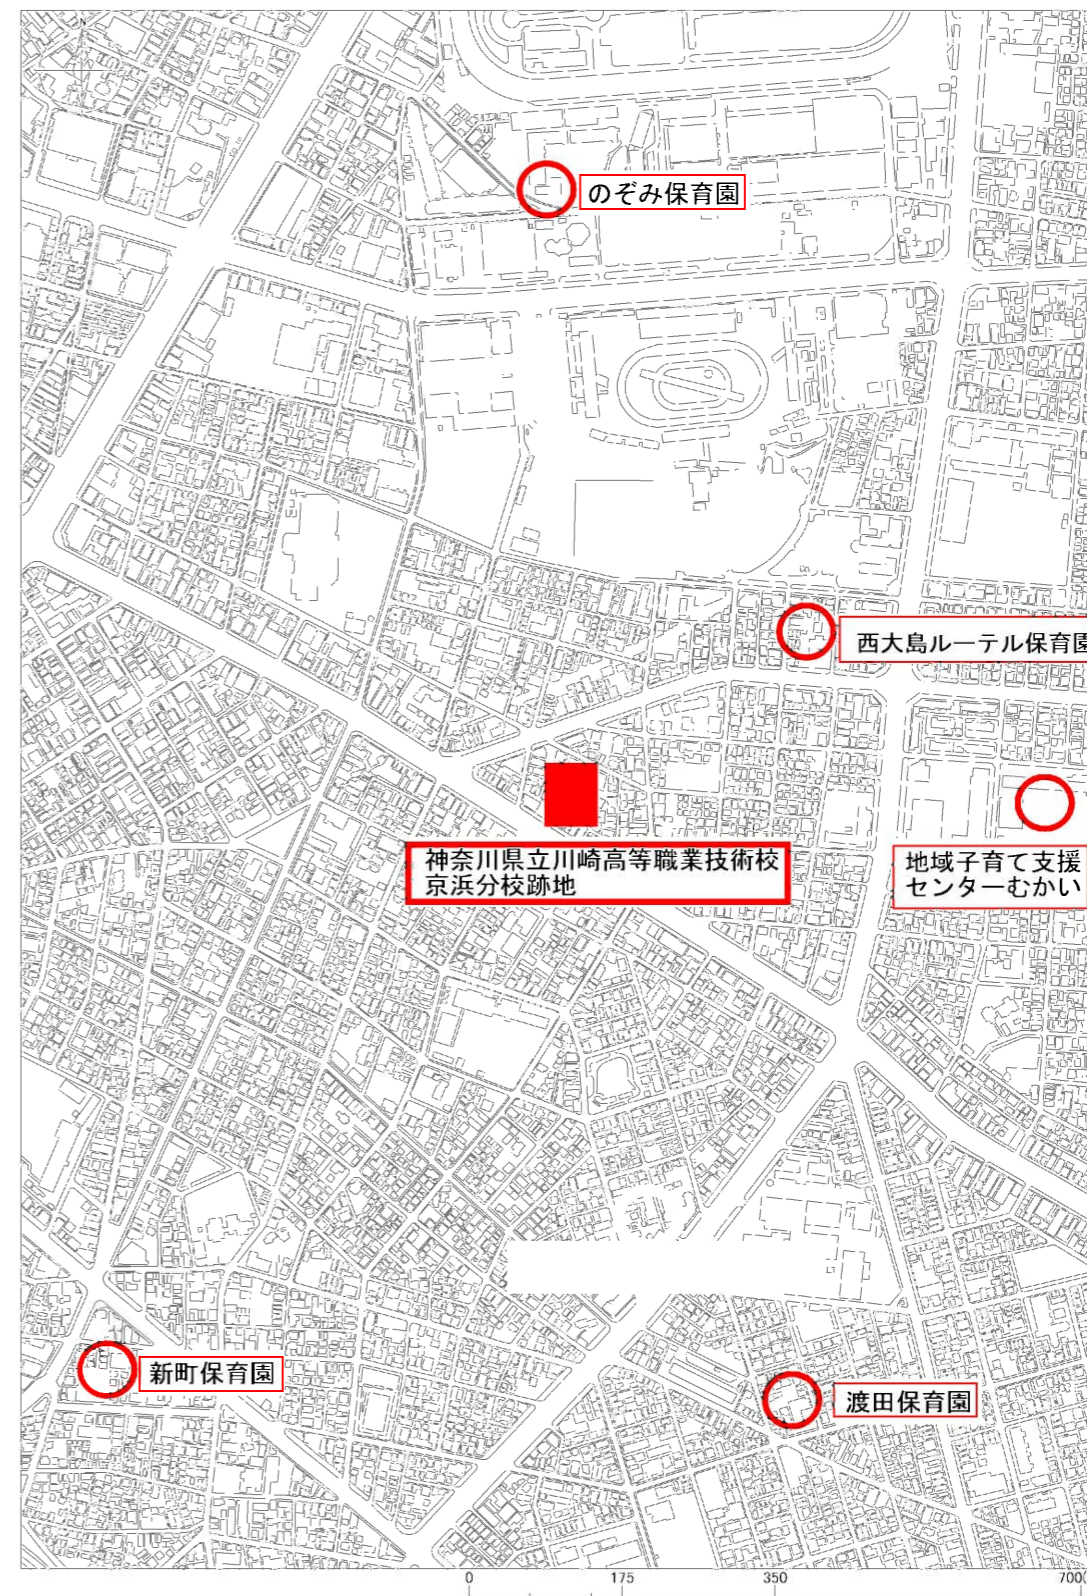 のぞみ保育園
西大島ルーテル保育園
神奈川県立川崎高等職業技術校
京浜分校跡地
地域子育て支援
センターむかい
新町保育園
渡田保育園
0 175 350 700